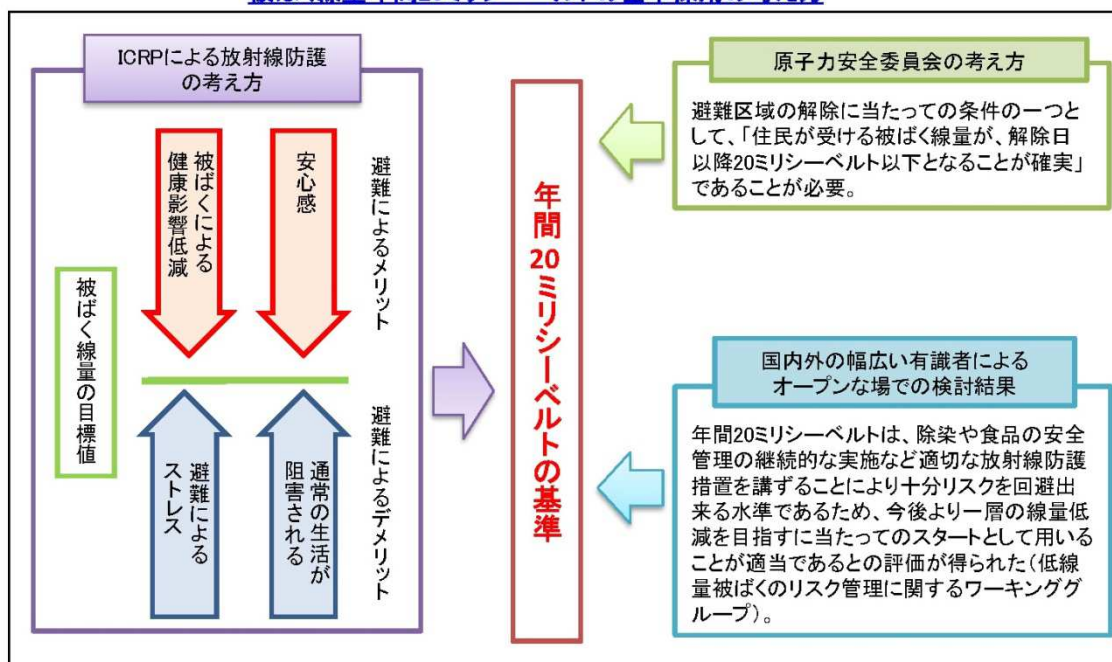 ICRPによる放射線防護
の考え方
被ばくによる
健康影響低減
安心感
避難によるメリット
被ばく線量の目標値
避難による
ストレス
通常の生活が
阻害される
避難によるデメリット
年間20ミリシーベルトの基準
原子力安全委員会の考え方
避難区域の解除に当たっての条件の一つと
して、「住民が受ける被ばく線量が、解除日
以降20ミリシーベルト以下となることが確実」
であることが必要。
国内外の幅広い有識者による
オープンな場での検討結果
年間20ミリシーベルトは、除染や食品の安全
管理の継続的な実施など適切な放射線防護
措置を講ずることにより十分リスクを回避出
来る水準であるため、今後より一層の線量低
減を目指すに当たってのスタートとして用いる
ことが適当であるとの評価が得られた（低線
量被ばくのリスク管理に関するワーキンググ
ループ）。